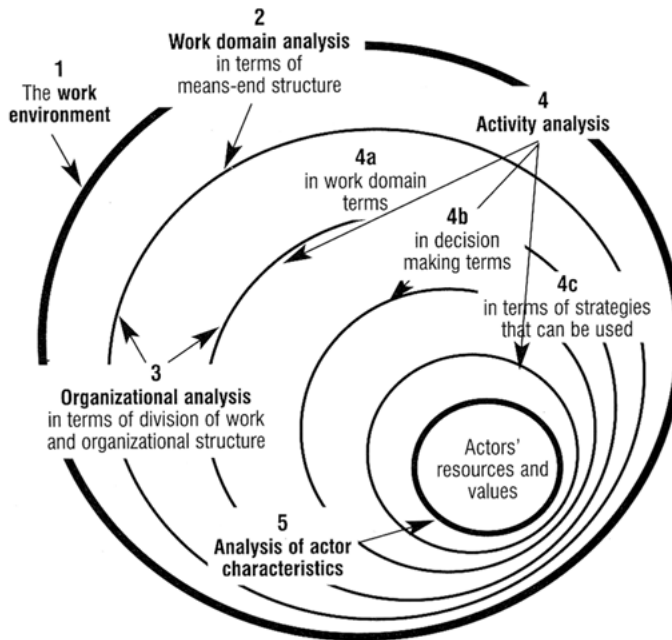 1
The work
environment
2
Work domain analysis
in terms of
means-end structure
4
Activity analysis
4a
in work domain
terms
4b
in decision
making terms
4c
in terms of strategies
that can be used
3
Organizational analysis
in terms of division of work
and organizational structure
Actors'
resources and
values
5
Analysis of actor
characteristics